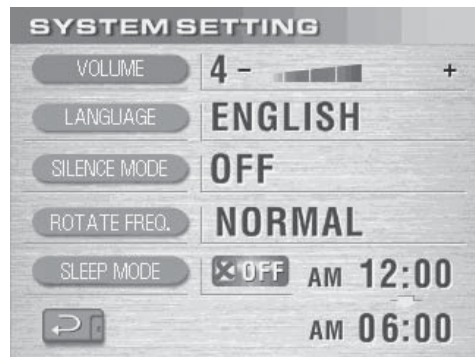 SYSTEM SETTING
VOLUME 4 - +
LANGUAGE ENGLISH
SILENCE MODE OFF
ROTATE FREQ. NORMAL
SLEEP MODE OFF AM 12:00
AM 06:00